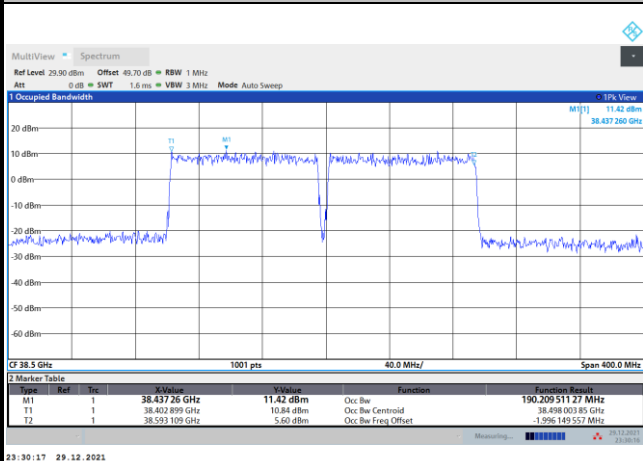 MultiView Spectrum
Ref Level 29.90 dBm Offset 49.70 dB RBW 1 MHz
Att 0 dB SWT 1.6 ms VBW 3 MHz Mode Auto Sweep
1 Occupied Bandwidth 1Pk View
M1[1] 11.42 dBm
38.437 260 GHz
20 dBm
T1 M1
10 dBm
T2
0 dBm
-10 dBm
-20 dBm
-30 dBm
-40 dBm
-50 dBm
-60 dBm
CF 38.5 GHz 1001 pts 40.0 MHz/ Span 400.0 MHz
2 Marker Table
Type Ref Trc X-Value Y-Value Function Function Result
M1 1 38.437 26 GHz 11.42 dBm Occ Bw 190.209 511 27 MHz
T1 1 38.402 899 GHz 10.84 dBm Occ Bw Centroid 38.498 003 85 GHz
T2 1 38.593 109 GHz 5.60 dBm Occ Bw Freq Offset -1.996 149 557 MHz
Measuring... 29.12.2021
23:30:16
23:30:17 29.12.2021